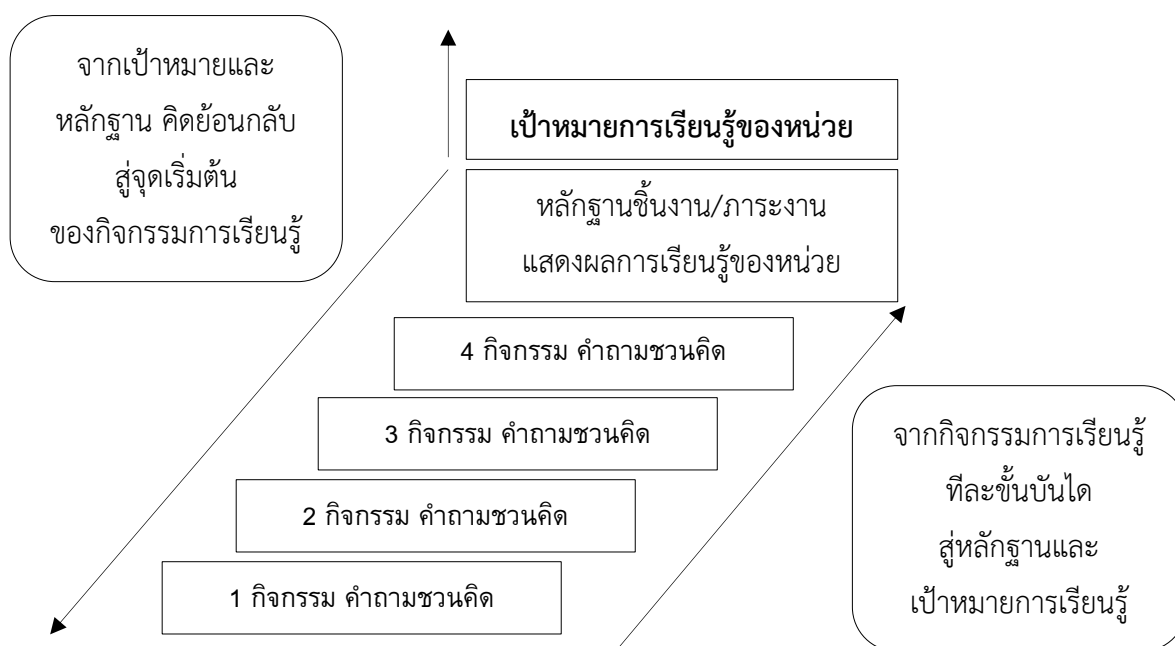 จากเป้าหมายและ
หลักฐาน คิดย้อนกลับ
สู่จุดเริ่มต้น
ของกิจกรรมการเรียนรู้
เป้าหมายการเรียนรู้ของหน่วย
หลักฐานชิ้นงาน/ภาระงาน
แสดงผลการเรียนรู้ของหน่วย
4 กิจกรรม คำถามชวนคิด
3 กิจกรรม คำถามชวนคิด
2 กิจกรรม คำถามชวนคิด
1 กิจกรรม คำถามชวนคิด
จากกิจกรรมการเรียนรู้
ทีละขั้นบันได
สู่หลักฐานและ
เป้าหมายการเรียนรู้